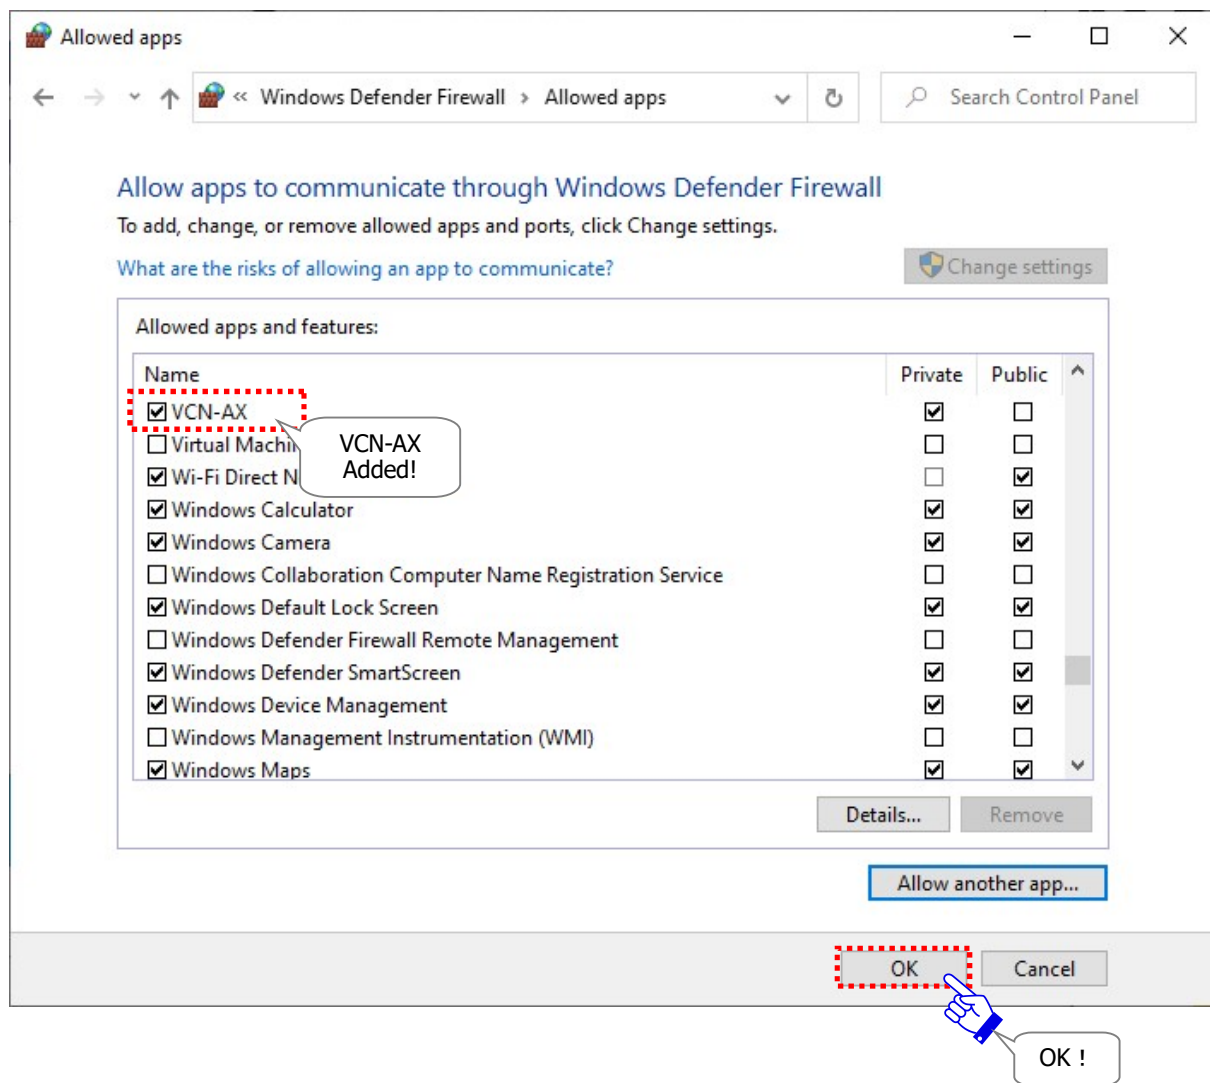 Allowed apps
« Windows Defender Firewall › Allowed apps
Search Control Panel
Allow apps to communicate through Windows Defender Firewall
To add, change, or remove allowed apps and ports, click Change settings.
What are the risks of allowing an app to communicate?
Change settings
Allowed apps and features:
Name Private Public
VCN-AX
VCN-AX
Added!
Virtual
Wi-Fi Direct
Windows Calculator
Windows Camera
Windows Collaboration Computer Name Registration Service
Windows Default Lock Screen
Windows Defender Firewall Remote Management
Windows Defender SmartScreen
Windows Device Management
Windows Management Instrumentation (WMI)
Windows Maps
Details... Remove
Allow another app...
OK Cancel
OK !